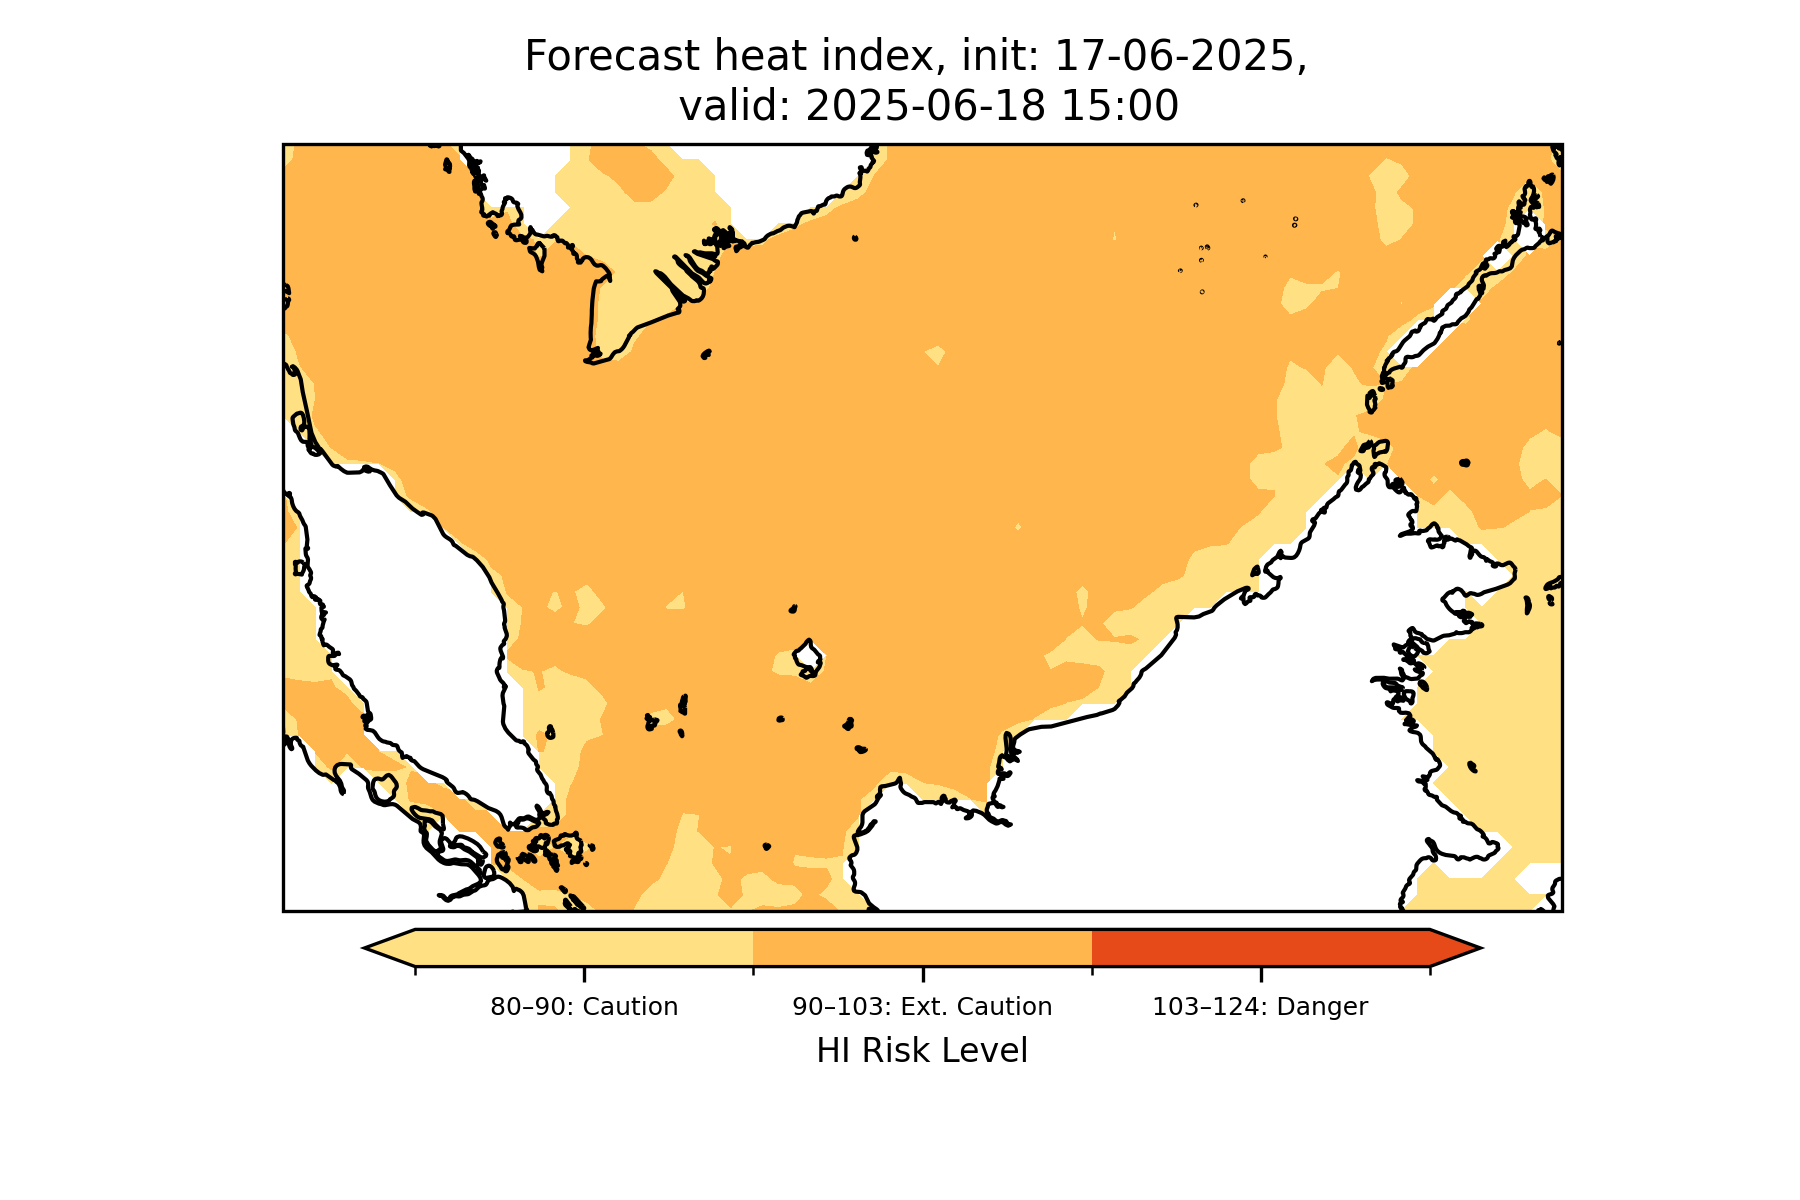 Forecast heat index, init: 17-06-2025,
valid: 2025-06-18 15:00
80–90: Caution
90–103: Ext. Caution
103–124: Danger
HI Risk Level